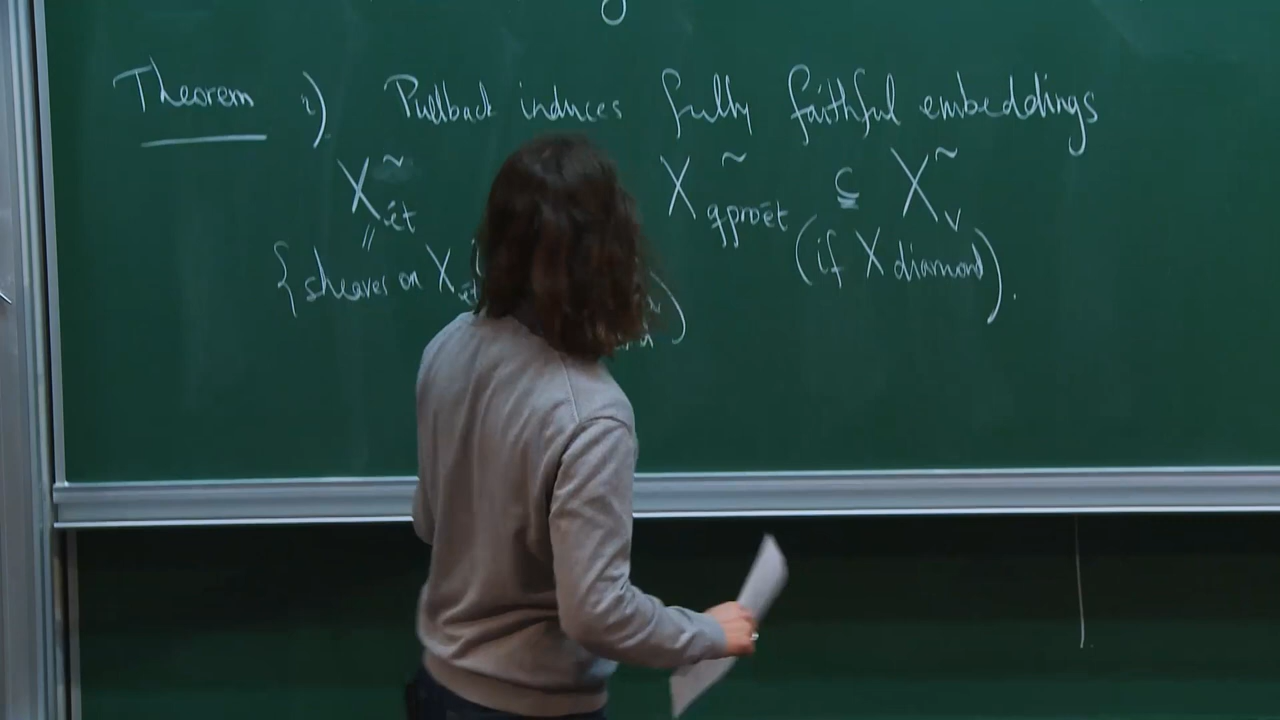 Theorem i) Pullback induces fully faithful embeddings
X~ét X~qproét ⊆ X~v
{sheaves on Xét ) (if X diamond).